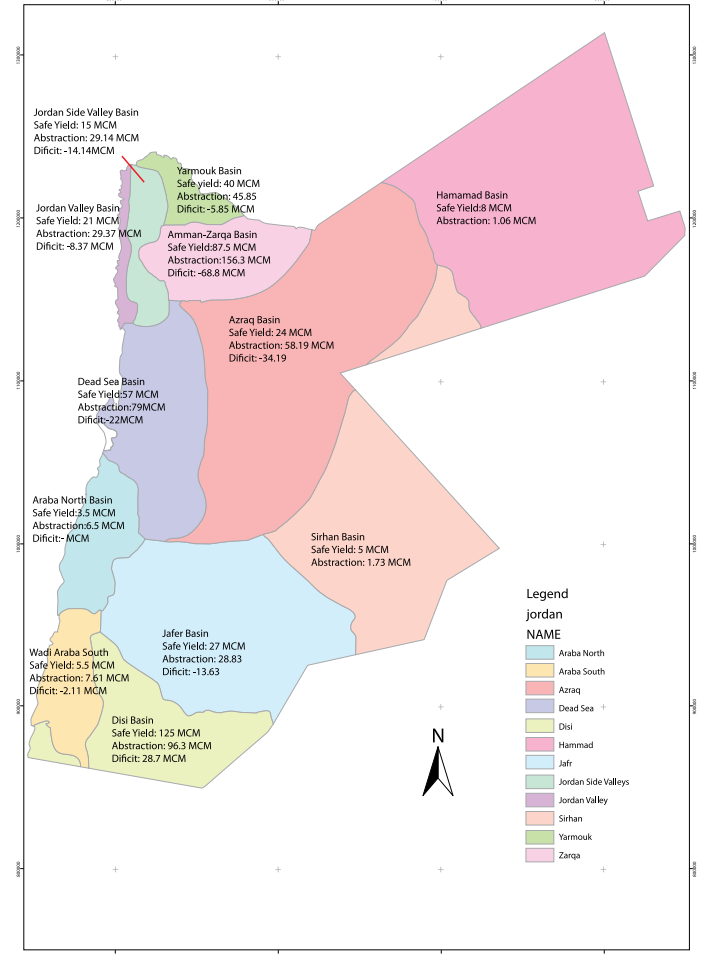 Jordan Side Valley Basin
Safe Yield: 15 MCM
Abstraction: 29.14 MCM
Dificit: -14.14MCM
Yarmouk Basin
Safe yield: 40 MCM
Abstraction: 45.85
Dificit: -5.85 MCM
Hamamad Basin
Safe Yield:8 MCM
Abstraction: 1.06 MCM
Jordan Valley Basin
Safe Yield: 21 MCM
Abstraction: 29.37 MCM
Dificit: -8.37 MCM
Amman-Zarqa Basin
Safe Yield:87.5 MCM
Abstraction:156.3 MCM
Dificit: -68.8 MCM
Azraq Basin
Safe Yield: 24 MCM
Abstraction: 58.19 MCM
Dificit: -34.19
Dead Sea Basin
Safe Yield:57 MCM
Abstraction:79MCM
Dificit:-22MCM
Araba North Basin
Safe Yield:3.5 MCM
Abstraction:6.5 MCM
Dificit:- MCM
Sirhan Basin
Safe Yield: 5 MCM
Abstraction: 1.73 MCM
Jafer Basin
Safe Yield: 27 MCM
Abstraction: 28.83
Dificit: -13.63
Wadi Araba South
Safe Yield: 5.5 MCM
Abstraction: 7.61 MCM
Dificit: -2.11 MCM
Disi Basin
Safe Yield: 125 MCM
Abstraction: 96.3 MCM
Dificit: 28.7 MCM
N
Legend
jordan
NAME
Araba North
Araba South
Azraq
Dead Sea
Disi
Hammad
Jafr
Jordan Side Valleys
Jordan Valley
Sirhan
Yarmouk
Zarqa